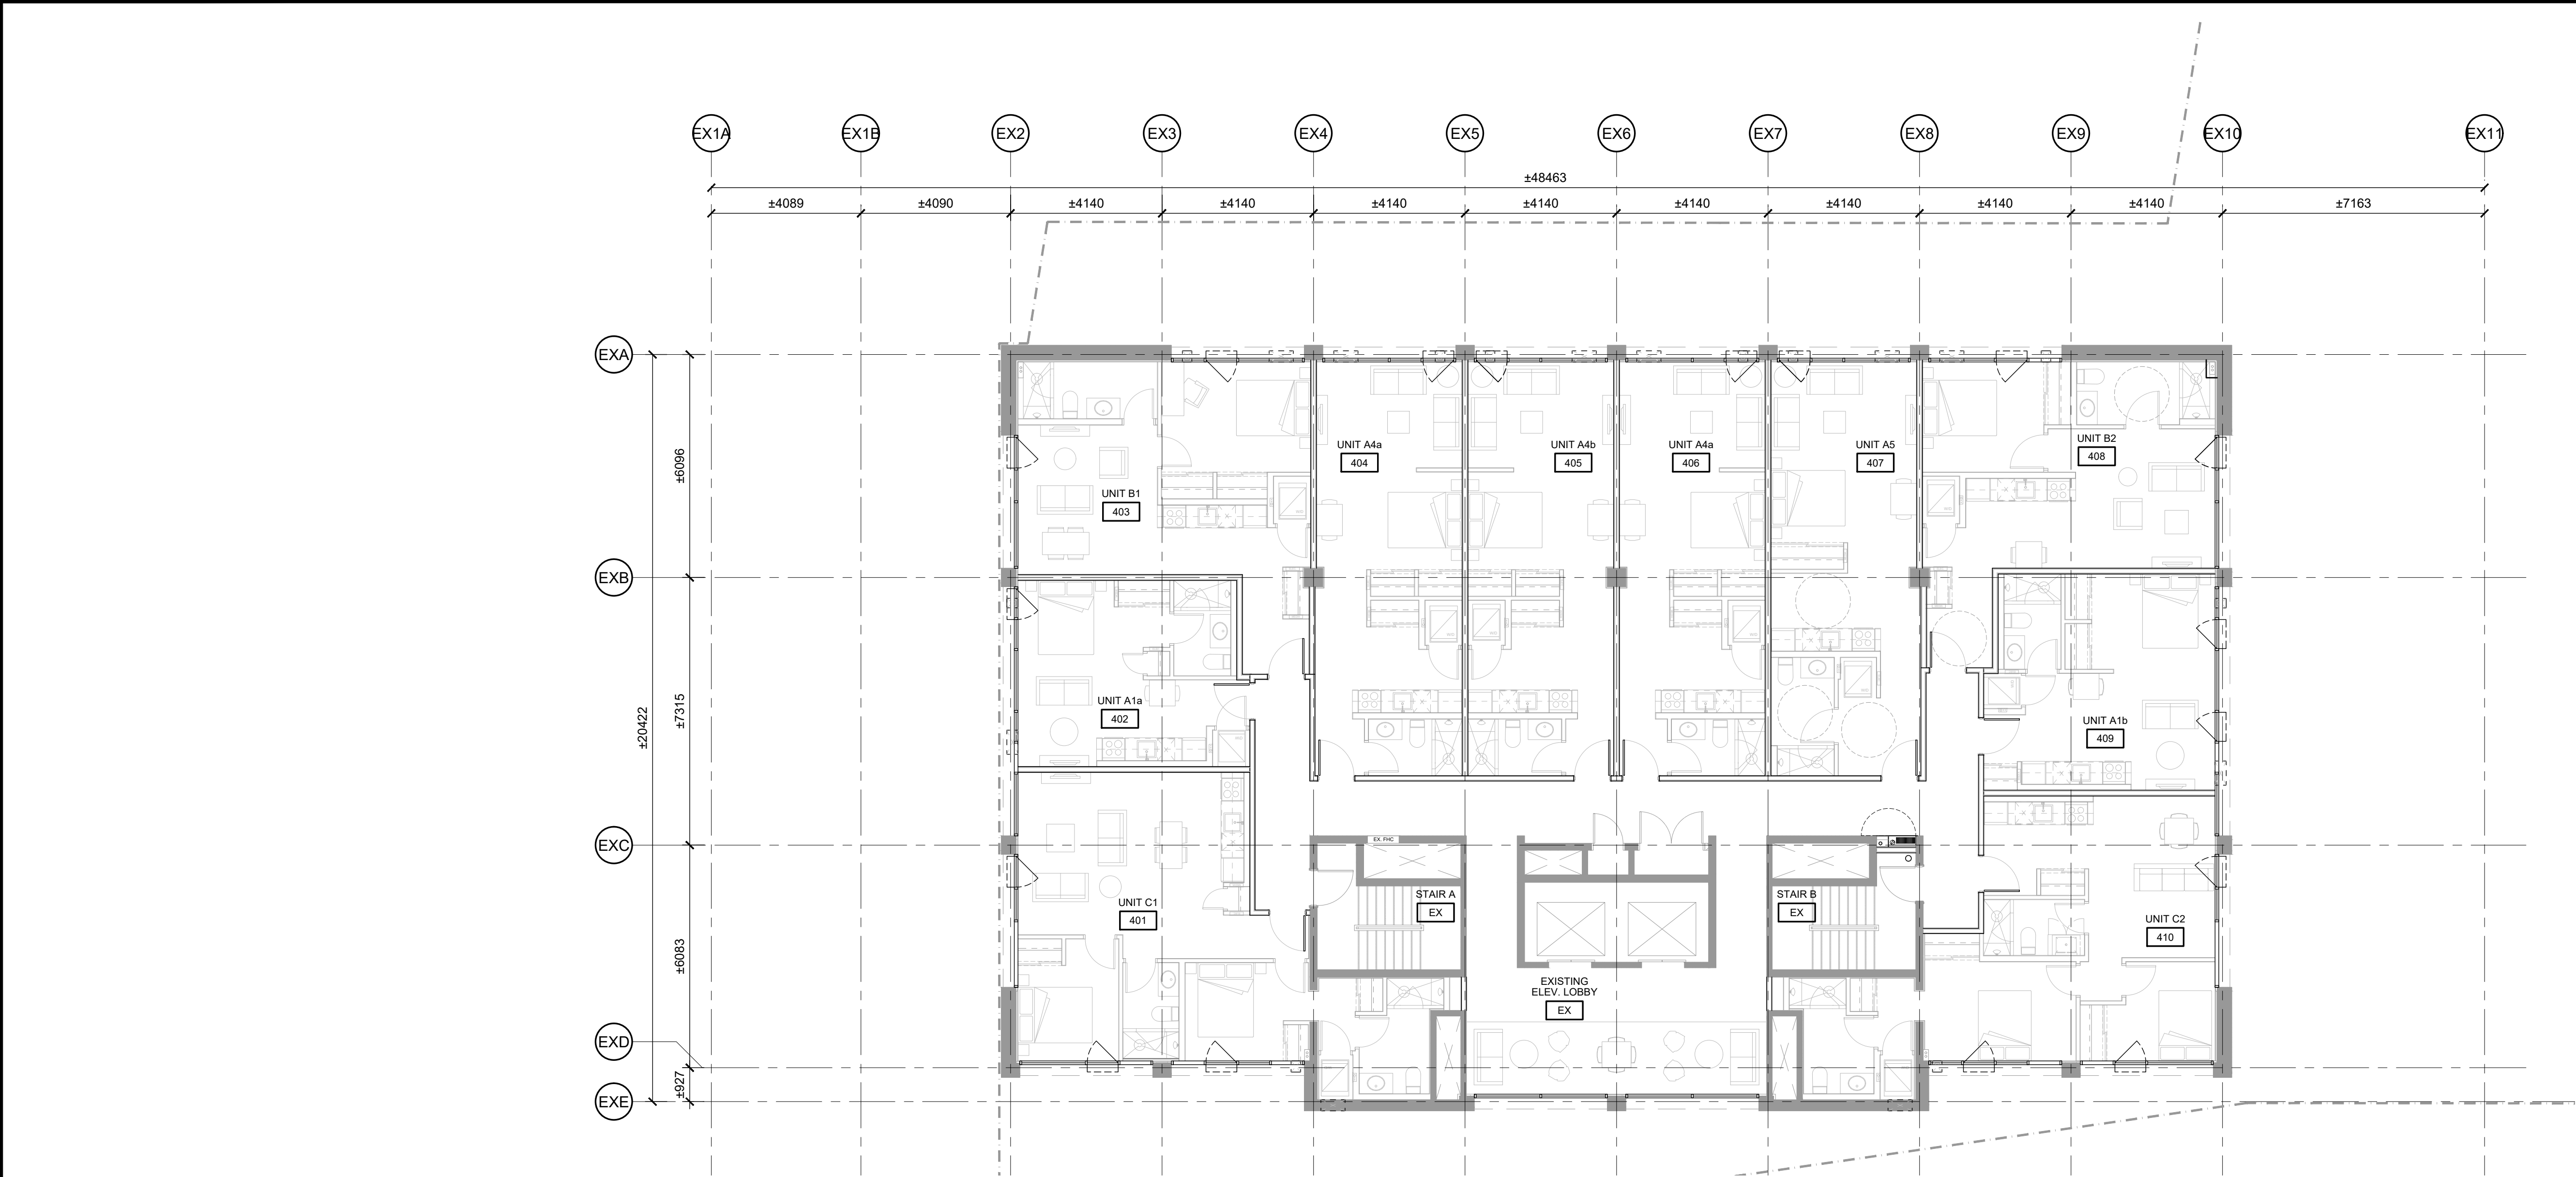 EX1A
EX1B
EX2
EX3
EX4
EX5
EX6
EX7
EX8
EX9
EX10
EX11
±48463
±4089
±4090
±4140
±4140
±4140
±4140
±4140
±4140
±4140
±4140
±7163
EXA
EXB
EXC
EXD
EXE
±20422
±6096
±7315
±6083
±927
UNIT B1
403
UNIT A4a
404
UNIT A4b
405
UNIT A4a
406
UNIT A5
407
UNIT B2
408
UNIT A1a
402
UNIT A1b
409
UNIT C1
401
EX. FHC
STAIR A
EX
STAIR B
EX
UNIT C2
410
EXISTING
ELEV. LOBBY
EX